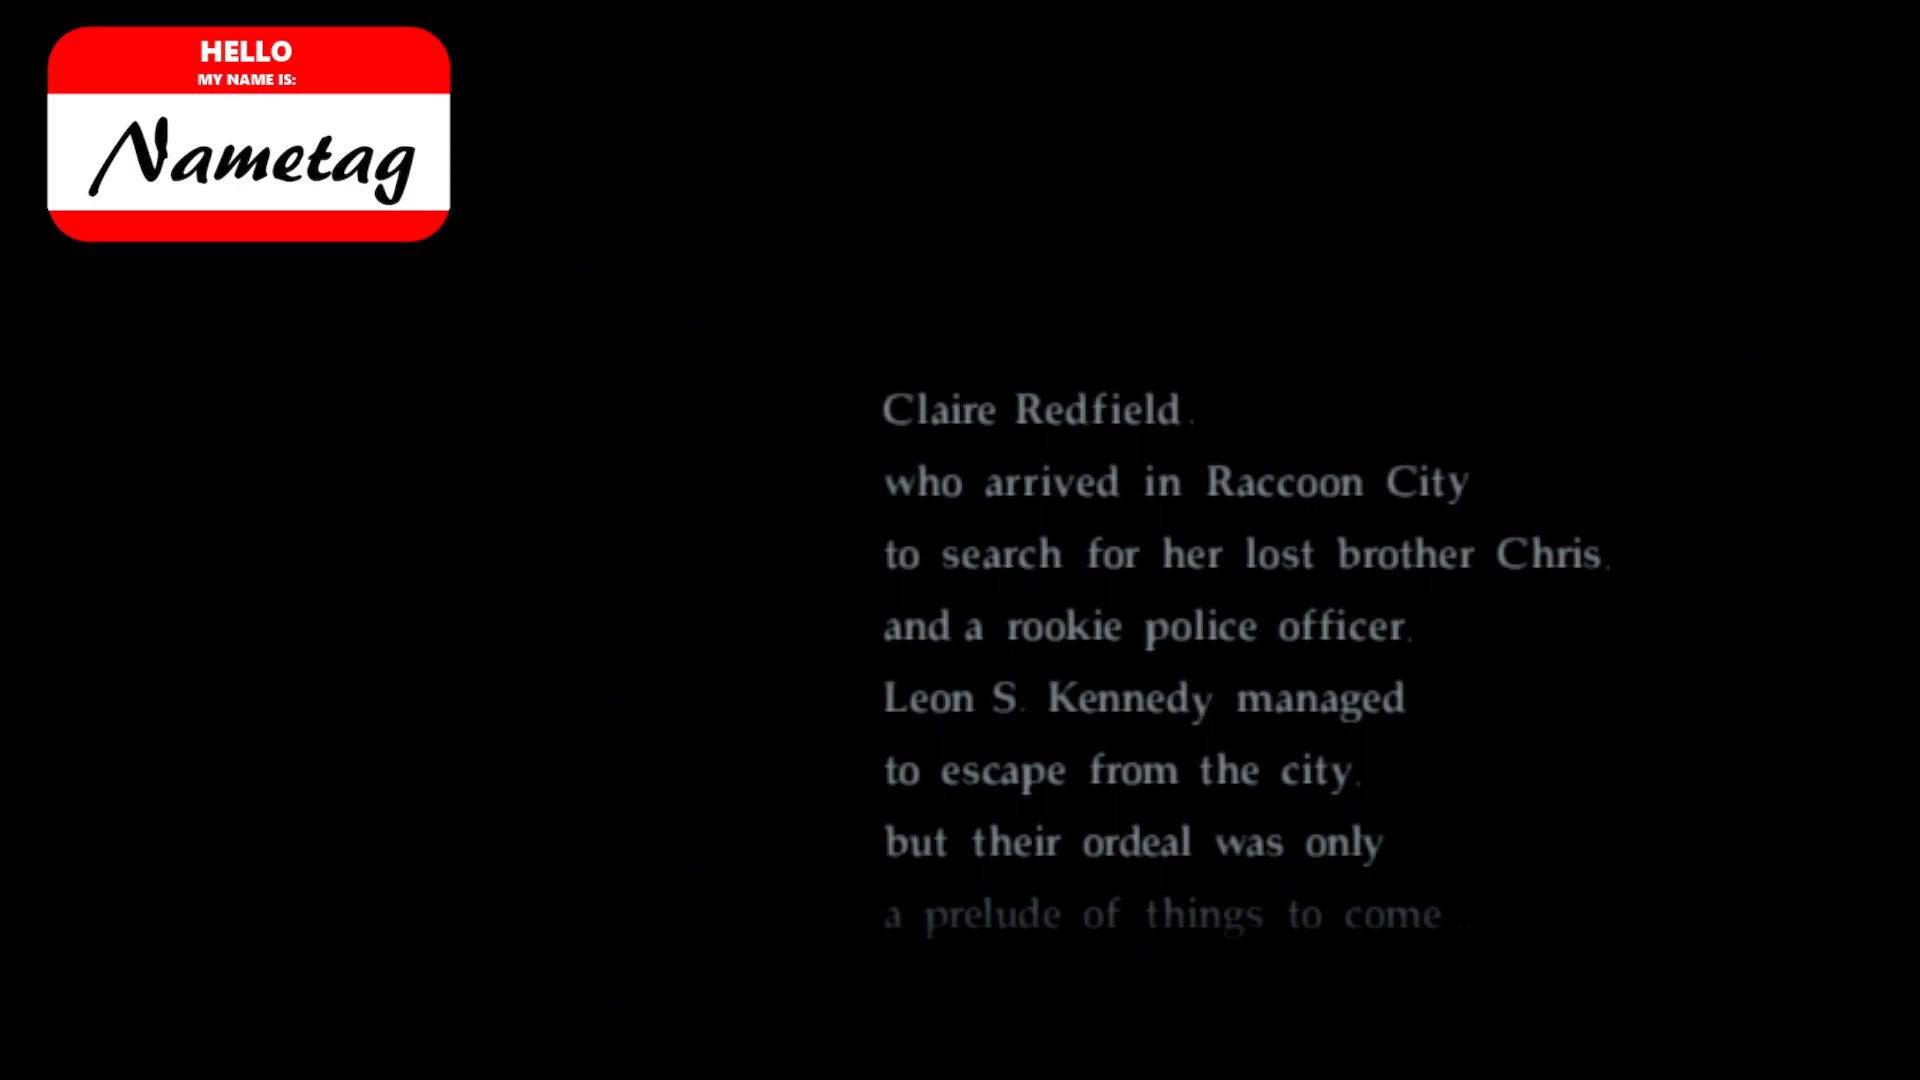 HELLO
MY NAME IS:
Nametag
Claire Redfield.
who arrived in Raccoon City
to search for her lost brother Chris.
and a rookie police officer.
Leon S. Kennedy managed
to escape from the city.
but their ordeal was only
a prelude of things to come...